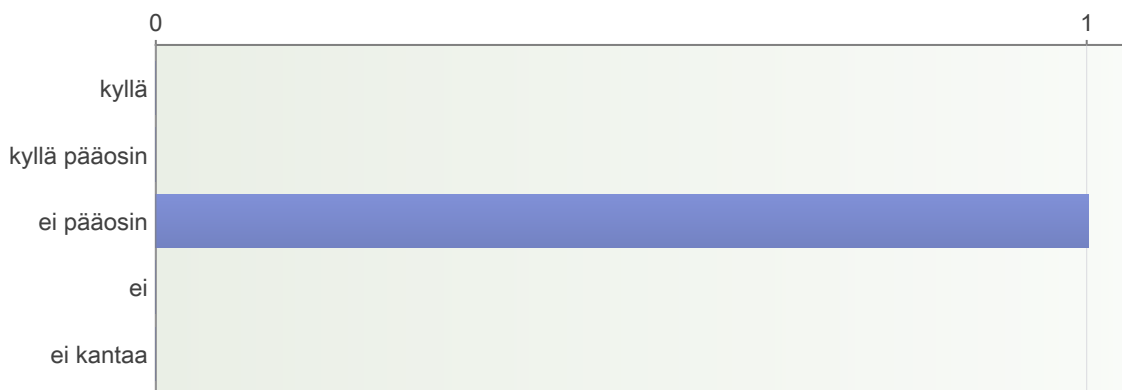 0 1
kyllä
kyllä pääosin
ei pääosin
ei
ei kantaa